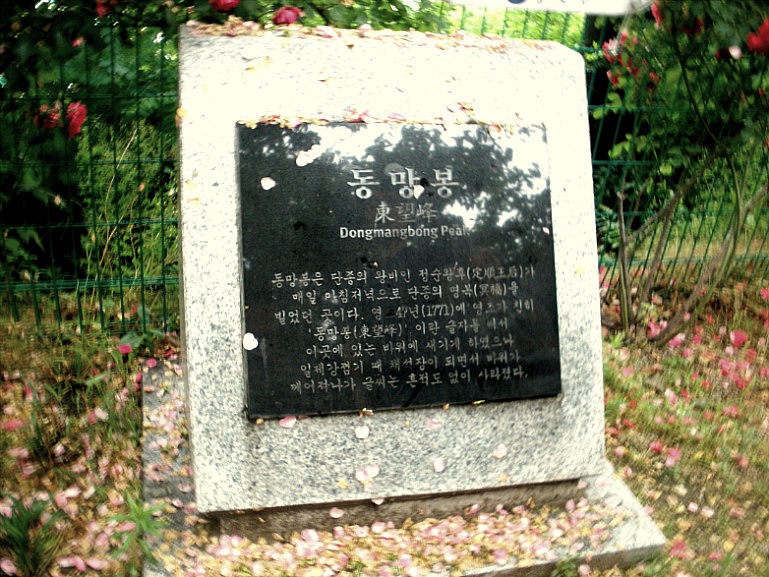 동망봉
東望峰
Dongmangbong Peak
동망봉은 단종의 왕비인 정순왕후(定順王后)가
매일 아침저녁으로 단종의 명복(冥福)을
빌었던 곳이다. 영조 47년(1771)에 영조가 친히
'동망봉(東望峰)' 이란 글자를 써서
이곳에 있는 바위에 새기게 하였으나
일제강점기 때 채석장이 되면서 바위가
떼어져나가 글씨는 흔적도 없이 사라졌다.